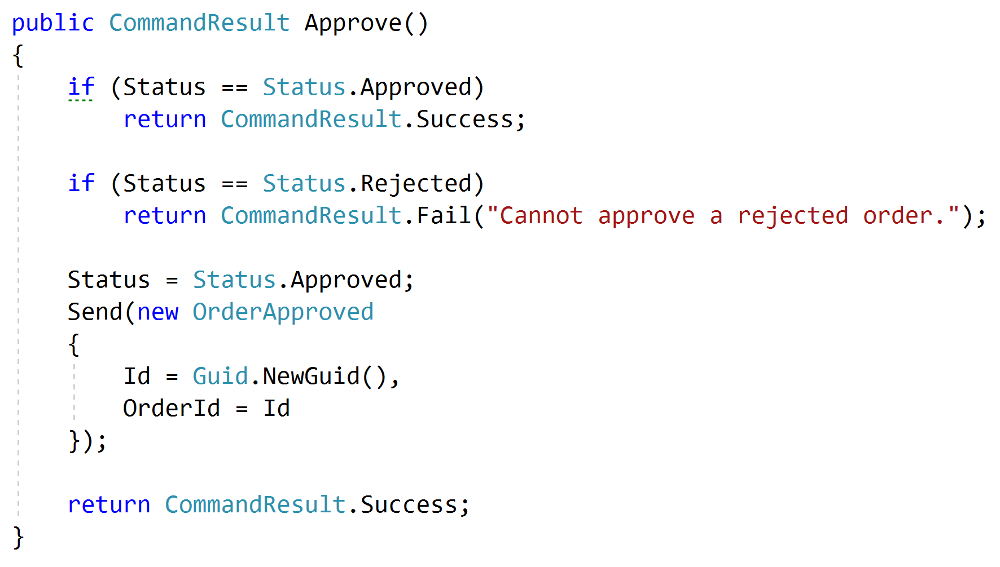 public CommandResult Approve()
{
    if (Status == Status.Approved)
        return CommandResult.Success;

    if (Status == Status.Rejected)
        return CommandResult.Fail("Cannot approve a rejected order.");

    Status = Status.Approved;
    Send(new OrderApproved
    {
        Id = Guid.NewGuid(),
        OrderId = Id
    });

    return CommandResult.Success;
}